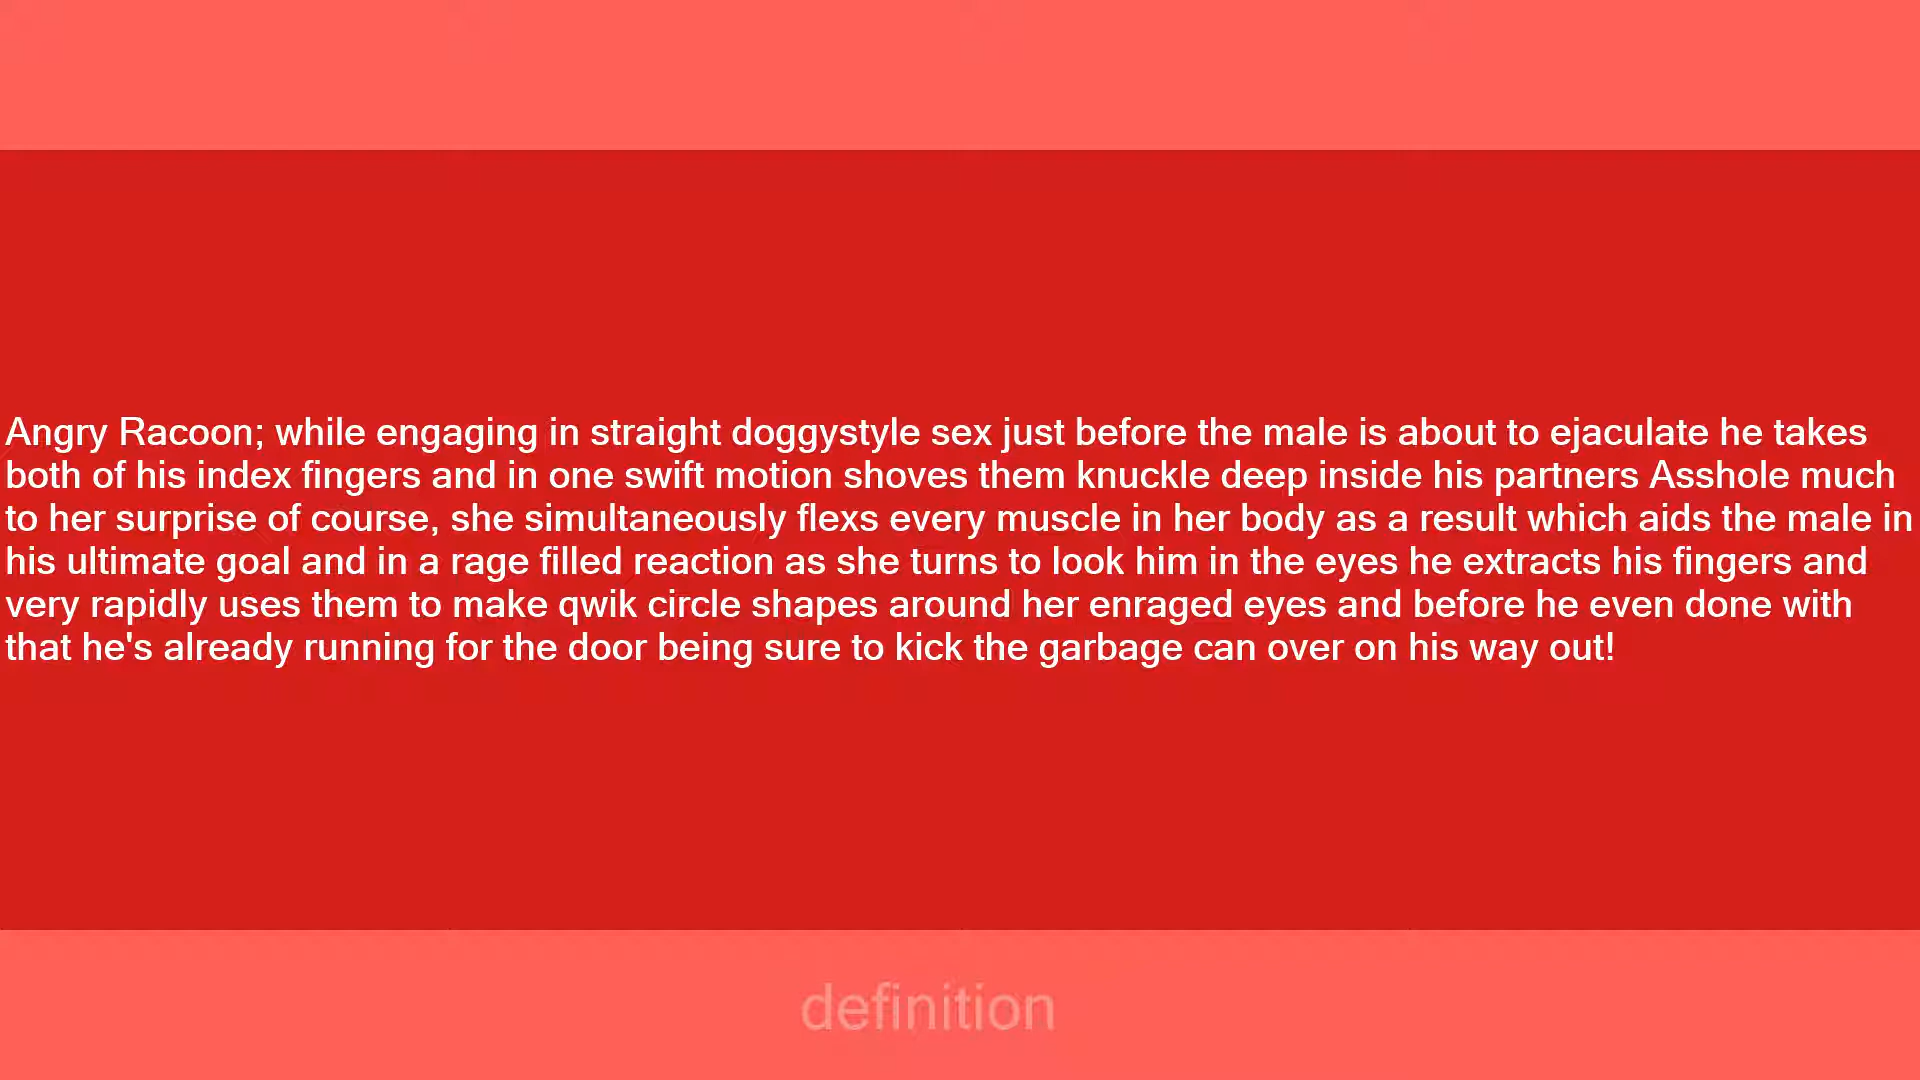 Angry Racoon; while engaging in straight doggystyle sex just before the male is about to ejaculate he takes
both of his index fingers and in one swift motion shoves them knuckle deep inside his partners Asshole much
to her surprise of course, she simultaneously flexs every muscle in her body as a result which aids the male in
his ultimate goal and in a rage filled reaction as she turns to look him in the eyes he extracts his fingers and
very rapidly uses them to make qwik circle shapes around her enraged eyes and before he even done with
that he's already running for the door being sure to kick the garbage can over on his way out!
definition